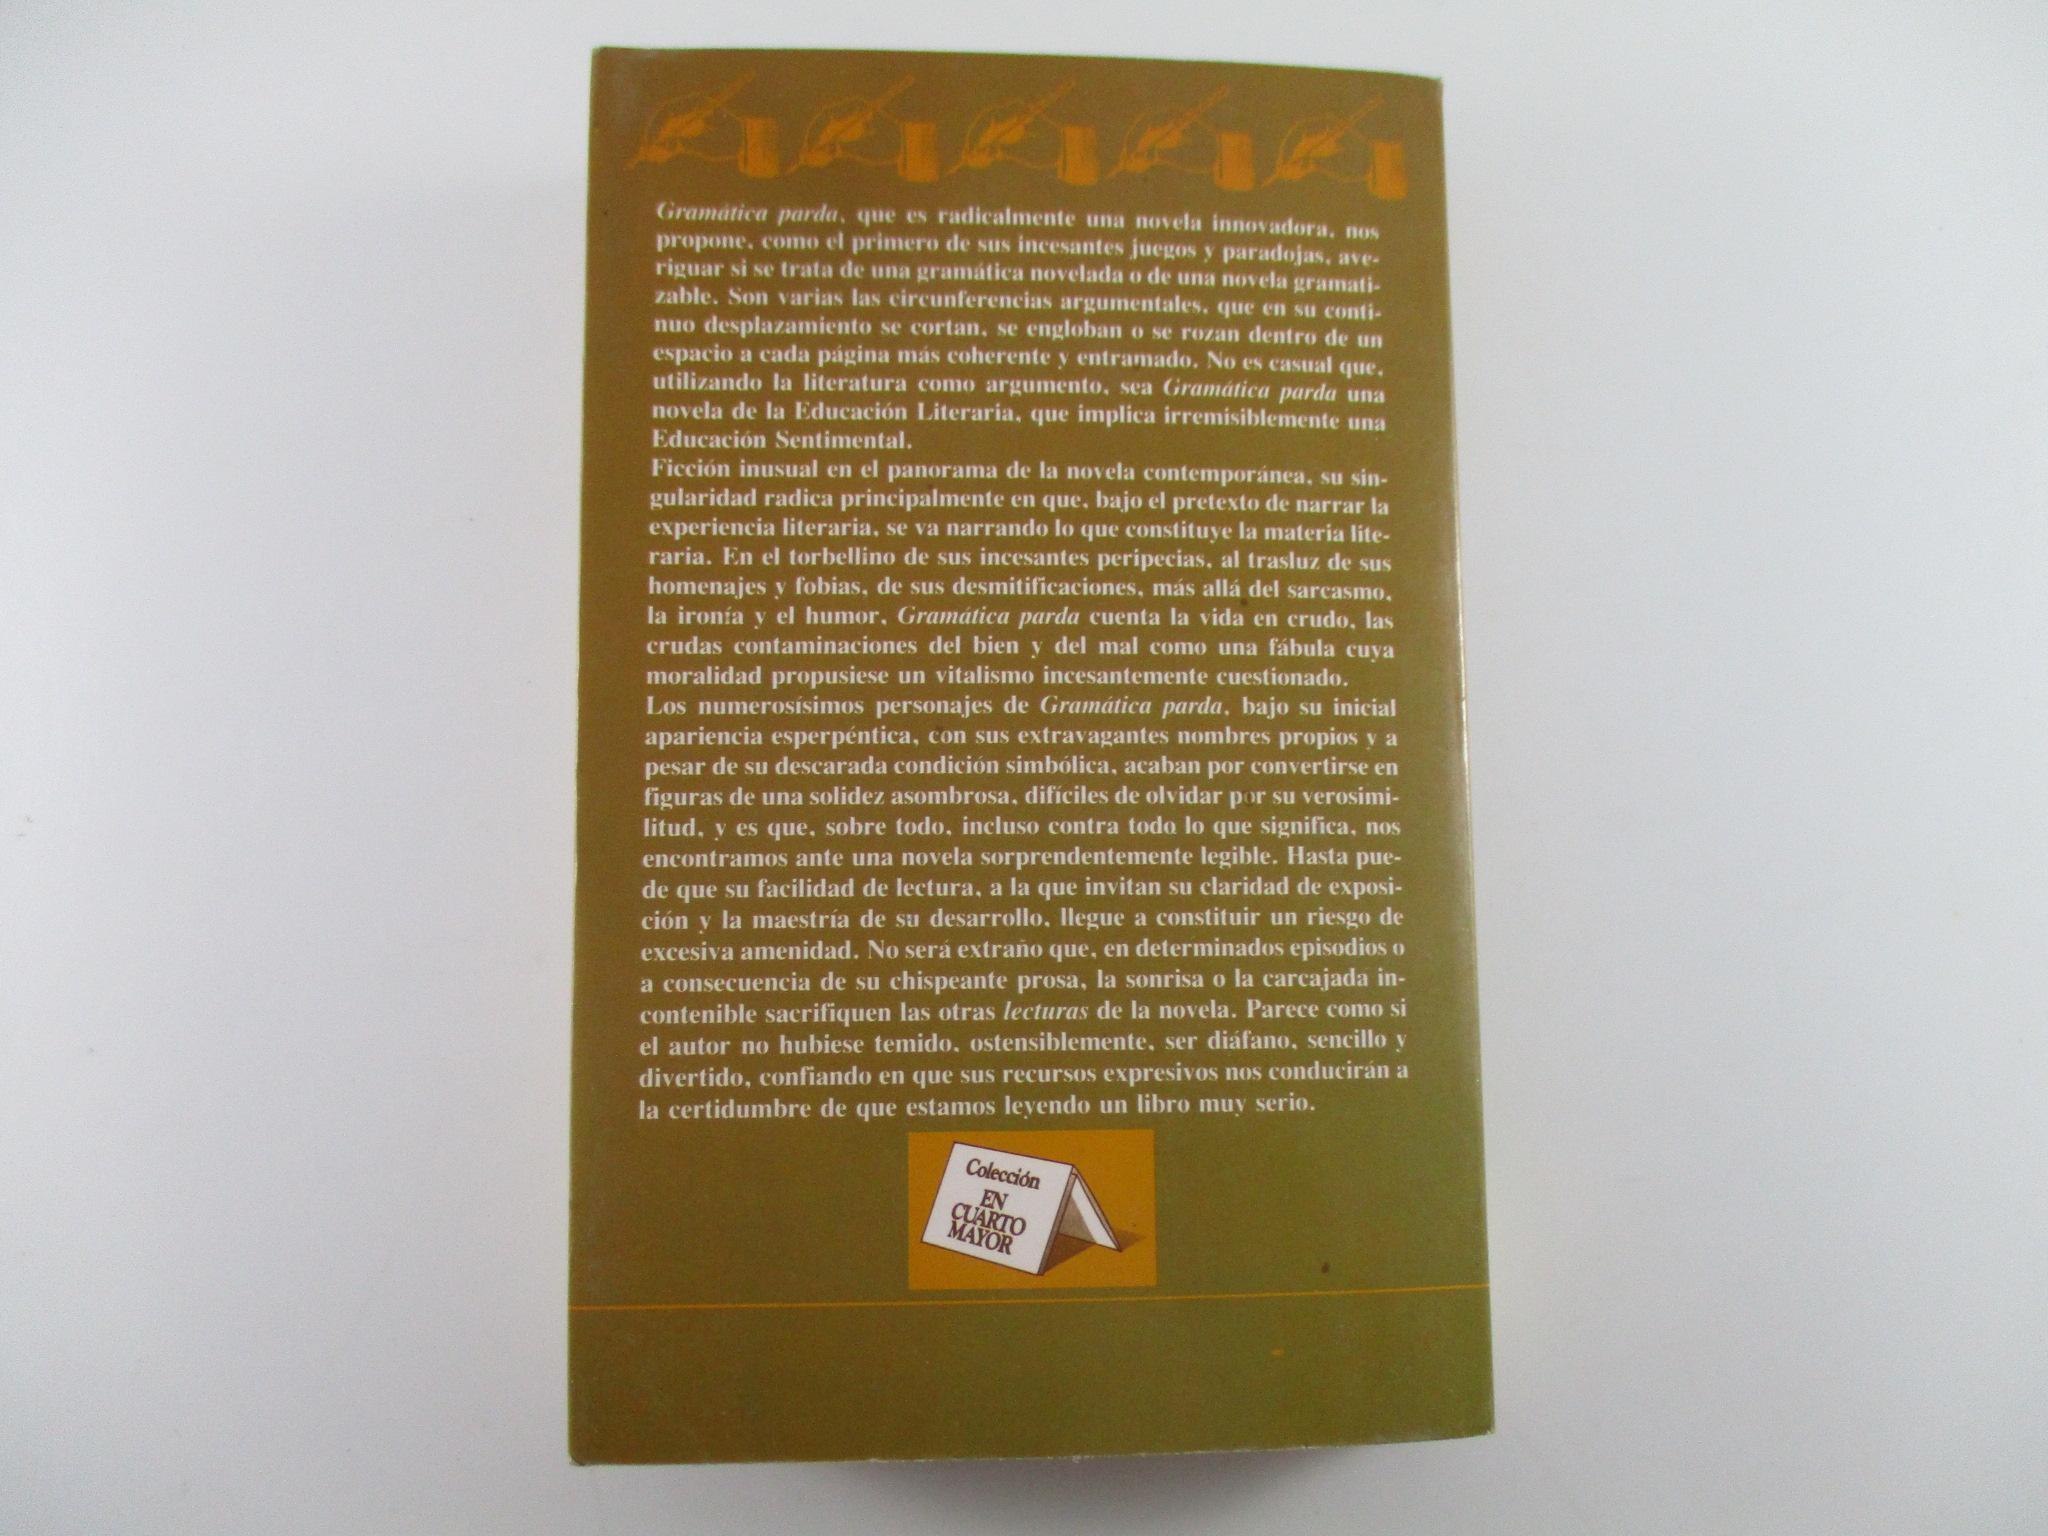 Gramática parda, que es radicalmente una novela innovadora, nos
propone, como el primero de sus incesantes juegos y paradojas, ave-
riguar si se trata de una gramática novelada o de una novela gramati-
zable. Son varias las circunferencias argumentales, que en su conti-
nuo desplazamiento se cortan, se engloban o se rozan dentro de un
espacio a cada página más coherente y entramado. No es casual que,
utilizando la literatura como argumento, sea Gramática parda una
novela de la Educación Literaria, que implica irremisiblemente una
Educación Sentimental.
Ficción inusual en el panorama de la novela contemporánea, su sin-
gularidad radica principalmente en que, bajo el pretexto de narrar la
experiencia literaria, se va narrando lo que constituye la materia lite-
raria. En el torbellino de sus incesantes peripecias, al trasluz de sus
homenajes y fobias, de sus desmitificaciones, más allá del sarcasmo,
la ironía y el humor, Gramática parda cuenta la vida en crudo, las
crudas contaminaciones del bien y del mal como una fábula cuya
moralidad propusiese un vitalismo incesantemente cuestionado.
Los numerosísimos personajes de Gramática parda, bajo su inicial
apariencia esperpéntica, con sus extravagantes nombres propios y a
pesar de su descarada condición simbólica, acaban por convertirse en
figuras de una solidez asombrosa, difíciles de olvidar por su verosimi-
litud, y es que, sobre todo, incluso contra todo lo que significa, nos
encontramos ante una novela sorprendentemente legible. Hasta pue-
de que su facilidad de lectura, a la que invitan su claridad de exposi-
ción y la maestría de su desarrollo, llegue a constituir un riesgo de
excesiva amenidad. No será extraño que, en determinados episodios o
a consecuencia de su chispeante prosa, la sonrisa o la carcajada in-
contenible sacrifiquen las otras lecturas de la novela. Parece como si
el autor no hubiese temido, ostensiblemente, ser diáfano, sencillo y
divertido, confiando en que sus recursos expresivos nos conducirán a
la certidumbre de que estamos leyendo un libro muy serio.
Colección
EN
CUARTO
MAYOR